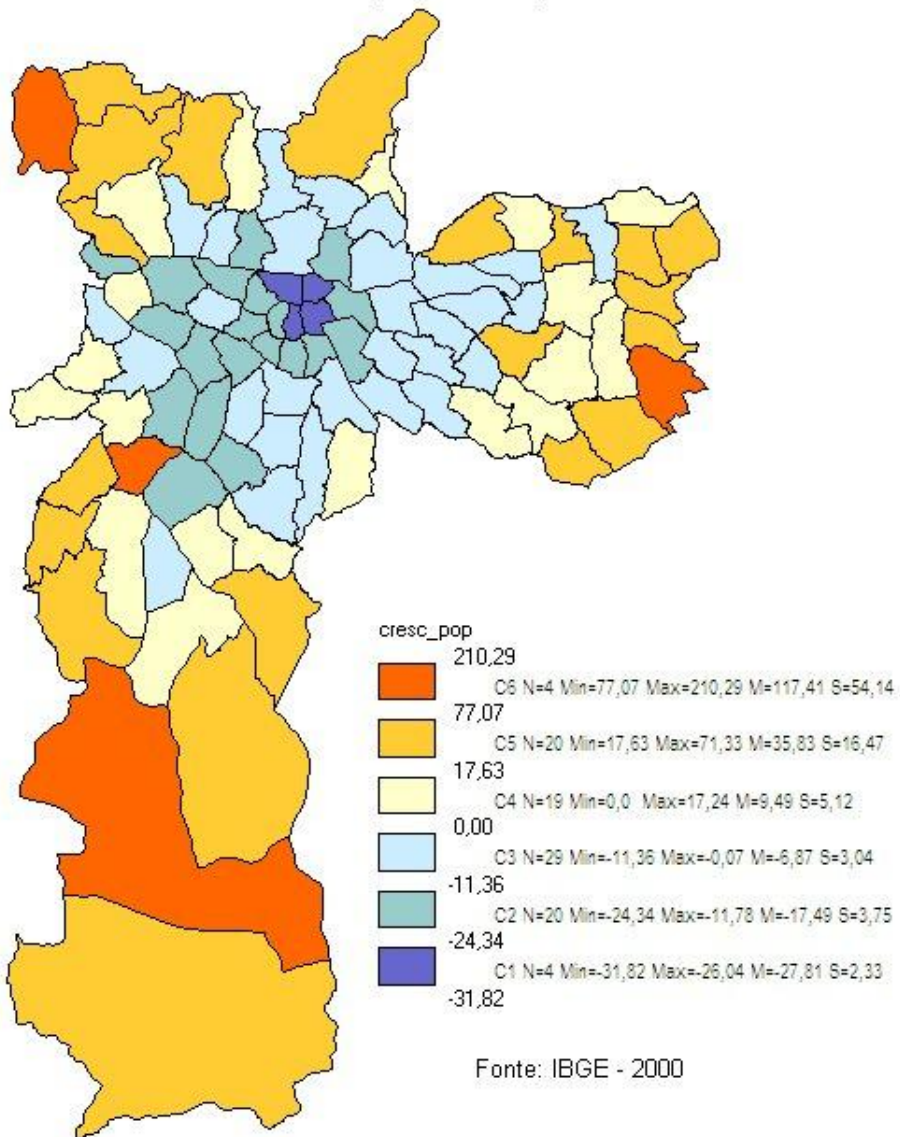 cresc_pop
210,29
C6 N=4 Min=77,07 Max=210,29 M=117,41 S=54,14
77,07
C5 N=20 Min=17,63 Max=71,33 M=35,83 S=16,47
17,63
C4 N=19 Min=0,0 Max=17,24 M=9,49 S=5,12
0,00
C3 N=29 Min=-11,36 Max=-0,07 M=-6,87 S=3,04
-11,36
C2 N=20 Min=-24,34 Max=-11,78 M=-17,49 S=3,75
-24,34
C1 N=4 Min=-31,82 Max=-26,04 M=-27,81 S=2,33
-31,82
Fonte: IBGE - 2000